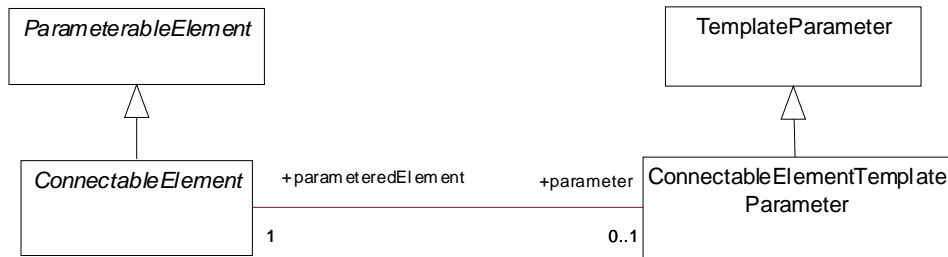 ParameterableElement
TemplateParameter
ConnectableElement
+parameteredElement
+parameter
ConnectableElementTemplate
Parameter
1
0..1